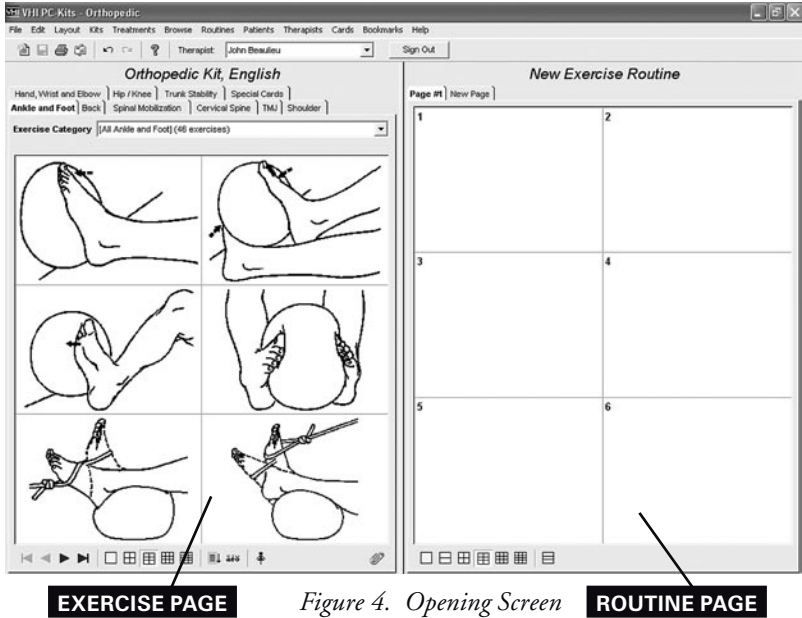 VHI PC-Kits - Orthopedic
File Edit Layout Kits Treatments Browse Routines Patients Therapists Cards Bookmarks Help
Therapist: John Beaulieu Sign Out
Orthopedic Kit, English
Hand, Wrist and Elbow Hip / Knee Trunk Stability Special Cards
Ankle and Foot Back Spinal Mobilization Cervical Spine TMJ Shoulder
Exercise Category [All Ankle and Foot] (46 exercises)
New Exercise Routine
Page #1 New Page
1 2
3 4
5 6
EXERCISE PAGE
Figure 4. Opening Screen
ROUTINE PAGE